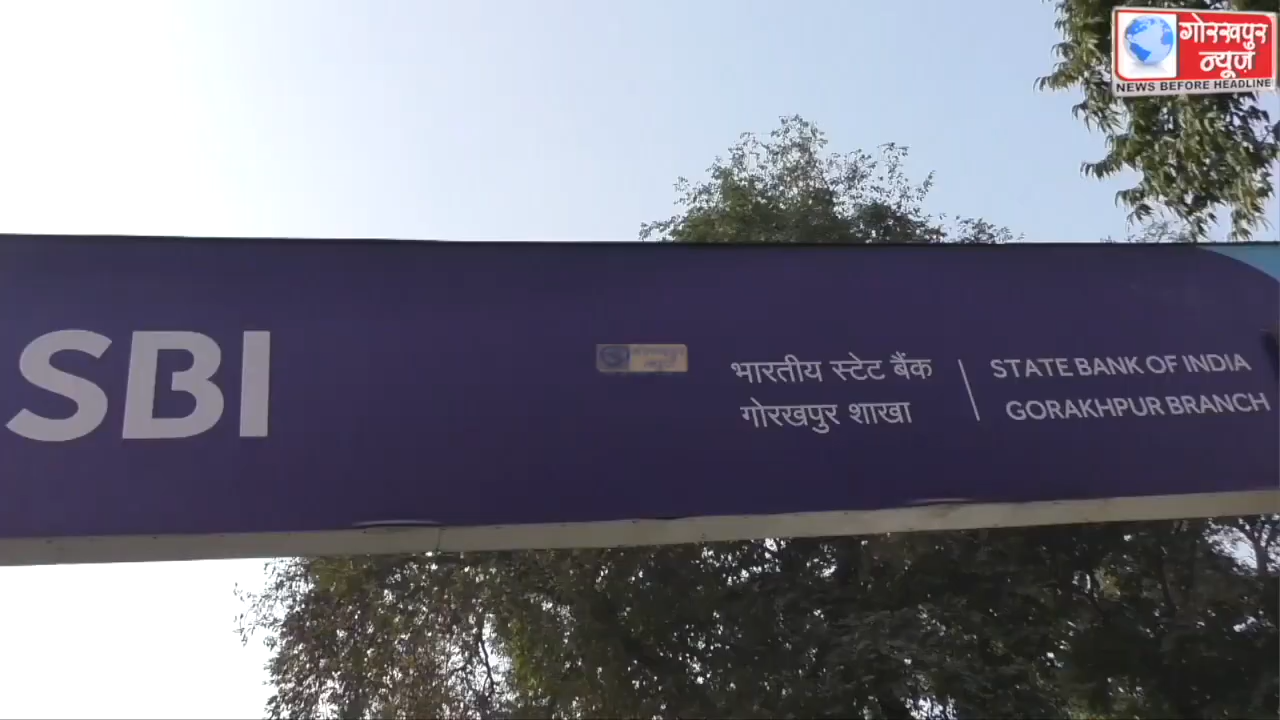 गोरखपुर
न्यूज़
NEWS BEFORE HEADLINE
SBI
भारतीय स्टेट बैंक
गोरखपुर शाखा
STATE BANK OF INDIA
GORAKHPUR BRANCH